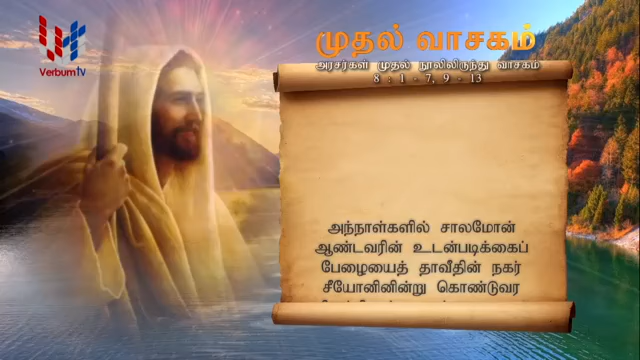 Verbum tv
முதல் வாசகம்
அரசர்கள் முதல் நூலிலிருந்து வாசகம்
8 : 1 - 7, 9 - 13
அந்நாள்களில் சாலமோன்
ஆண்டவரின் உடன்படிக்கைப்
பேழையைத் தாவீதின் நகர்
சீயோனினின்று கொண்டுவர